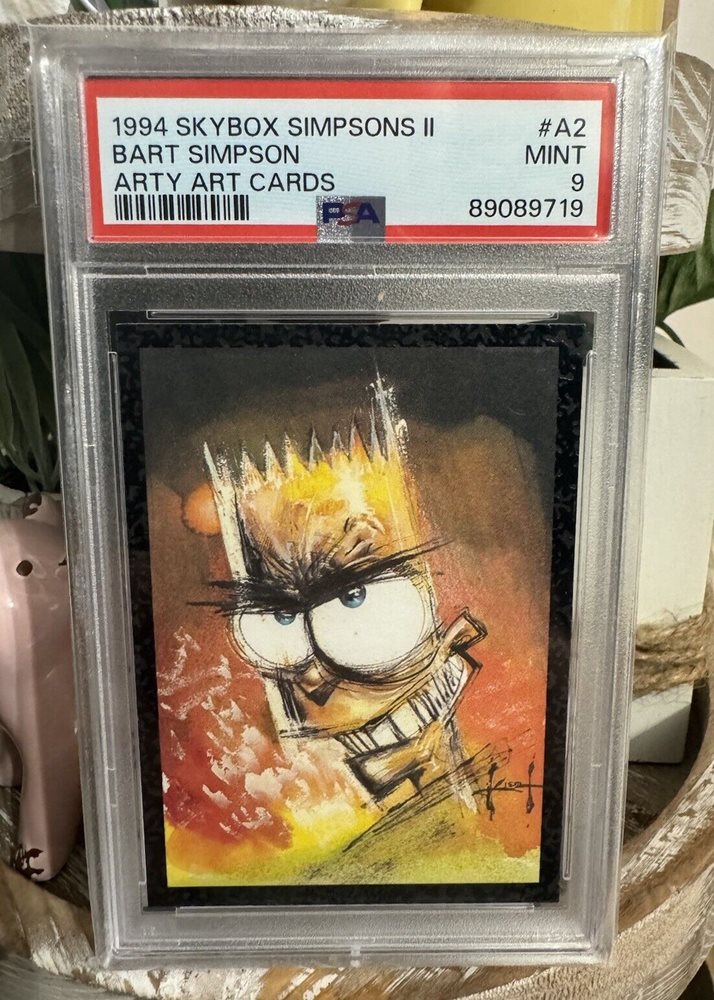 1994 SKYBOX SIMPSONS II #A2
BART SIMPSON MINT
ARTY ART CARDS 9
PSA 89089719